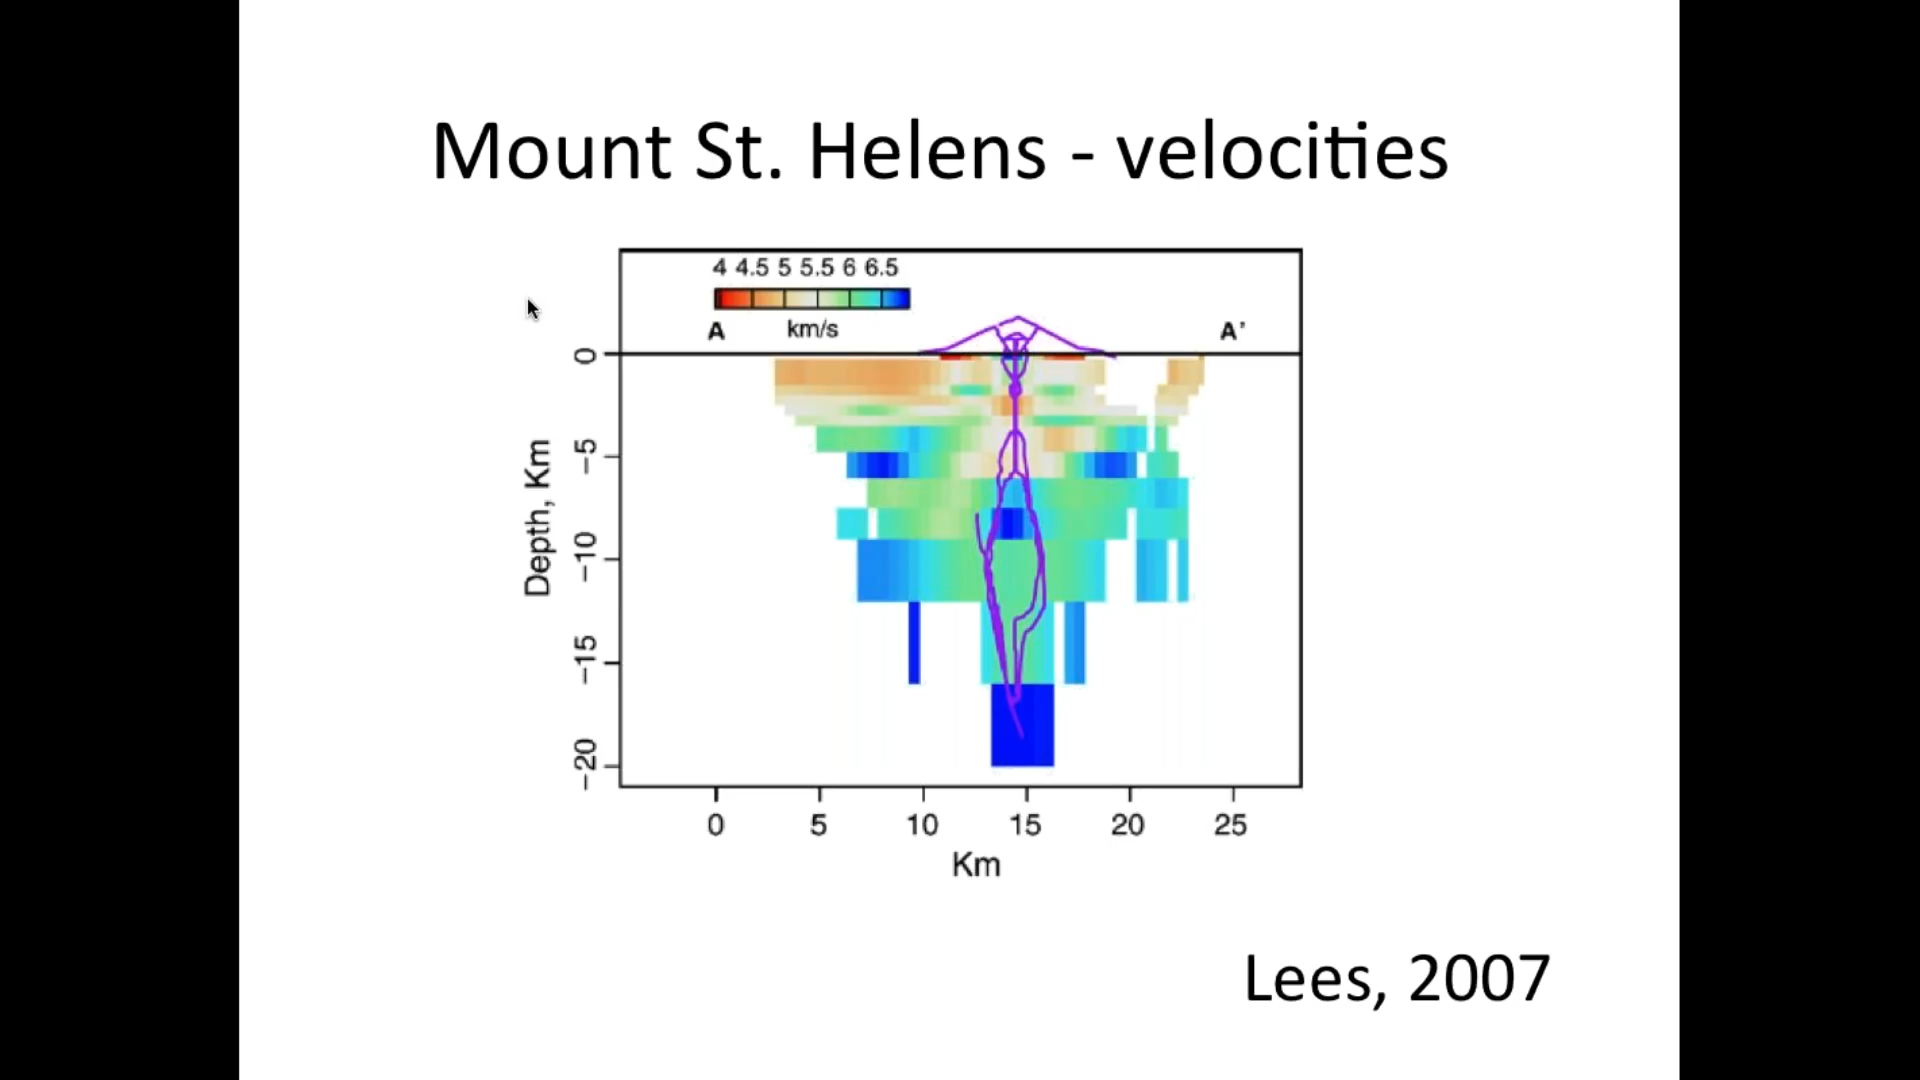 Mount St. Helens - velocities
4 4.5 5 5.5 6 6.5
A km/s A'
0
−5
−10
−15
−20
Depth, Km
0 5 10 15 20 25
Km
Lees, 2007